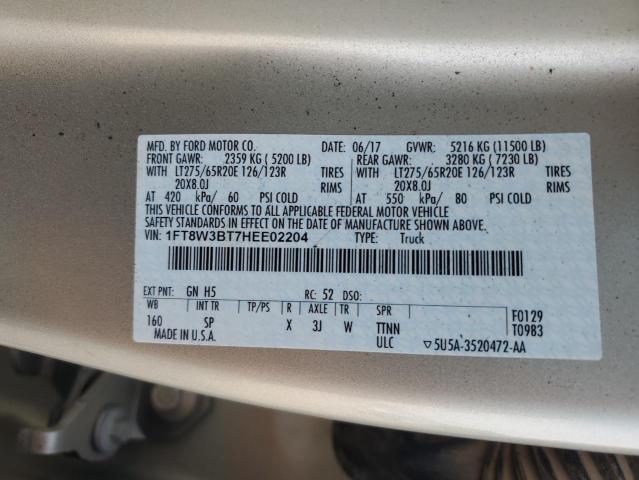 MFD. BY FORD MOTOR CO. 06/17 GVWR: 5216 KG (11500 LB)
FRONT GAWR: 2359 KG (5200 LB) REAR GAWR: 3280 KG (7230 LB)
WITH LT275/65R20E 126/123R TIRES WITH LT275/65R20E 126/123R TIRES
20X8.0J RIMS 20X8.0J RIMS
AT 420 kPa/ 60 PSI COLD AT 550 kPa/ 80 PSI COLD
THIS VEHICLE CONFORMS TO ALL APPLICABLE FEDERAL MOTOR VEHICLE
SAFETY STANDARDS IN EFFECT ON THE DATE OF MANUFACTURE SHOWN ABOVE.
VIN: 1FT8W3BT7HEE02204 TYPE: Truck
EXT PNT: GN H5 RC: 52 DSO:
WB INT TR TP/PS R AXLE TR SPR F0129
160 SP X 3J W TTNN T0983
MADE IN U.S.A. ULC ▽5U5A-3520472-AA